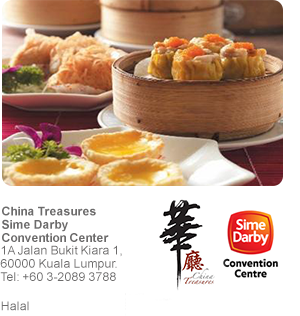 China Treasures
Sime Darby
Convention Center
1A Jalan Bukit Kiara 1,
60000 Kuala Lumpur.
Tel: +60 3-2089 3788
Halal
華
廳
China
Treasures
Sime
Darby
Convention
Centre